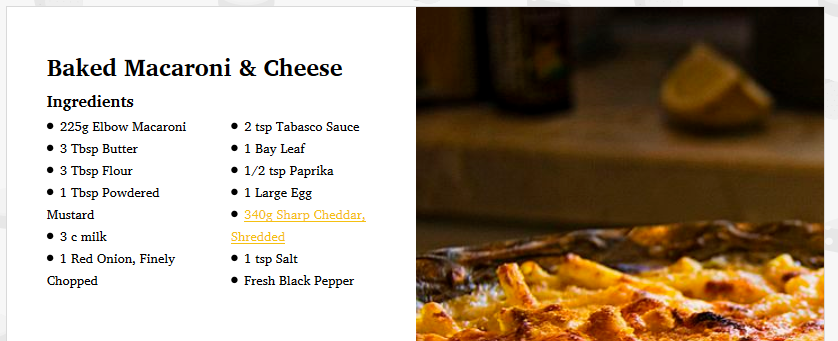 Baked Macaroni & Cheese
Ingredients
● 225g Elbow Macaroni
● 3 Tbsp Butter
● 3 Tbsp Flour
● 1 Tbsp Powdered
Mustard
● 3 c milk
● 1 Red Onion, Finely
Chopped
● 2 tsp Tabasco Sauce
● 1 Bay Leaf
● 1/2 tsp Paprika
● 1 Large Egg
● 340g Sharp Cheddar,
Shredded
● 1 tsp Salt
● Fresh Black Pepper